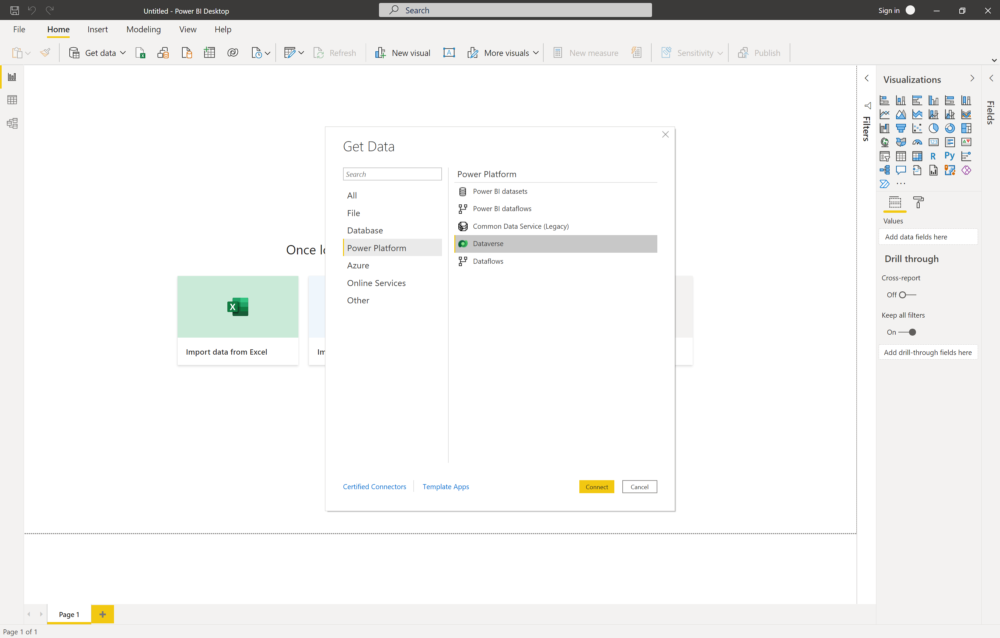 Untitled - Power BI Desktop
Search
Sign in
File
Home
Insert
Modeling
View
Help
Get data
Refresh
New visual
More visuals
New measure
Sensitivity
Publish
Once lo
Import data from Excel
Im
Get Data
Search
All
File
Database
Power Platform
Azure
Online Services
Other
Power Platform
Power BI datasets
Power BI dataflows
Common Data Service (Legacy)
Dataverse
Dataflows
Certified Connectors
Template Apps
Connect
Cancel
Filters
Visualizations
123
R
Py
Values
Add data fields here
Drill through
Cross-report
Off
Keep all filters
On
Add drill-through fields here
Fields
Page 1
Page 1 of 1